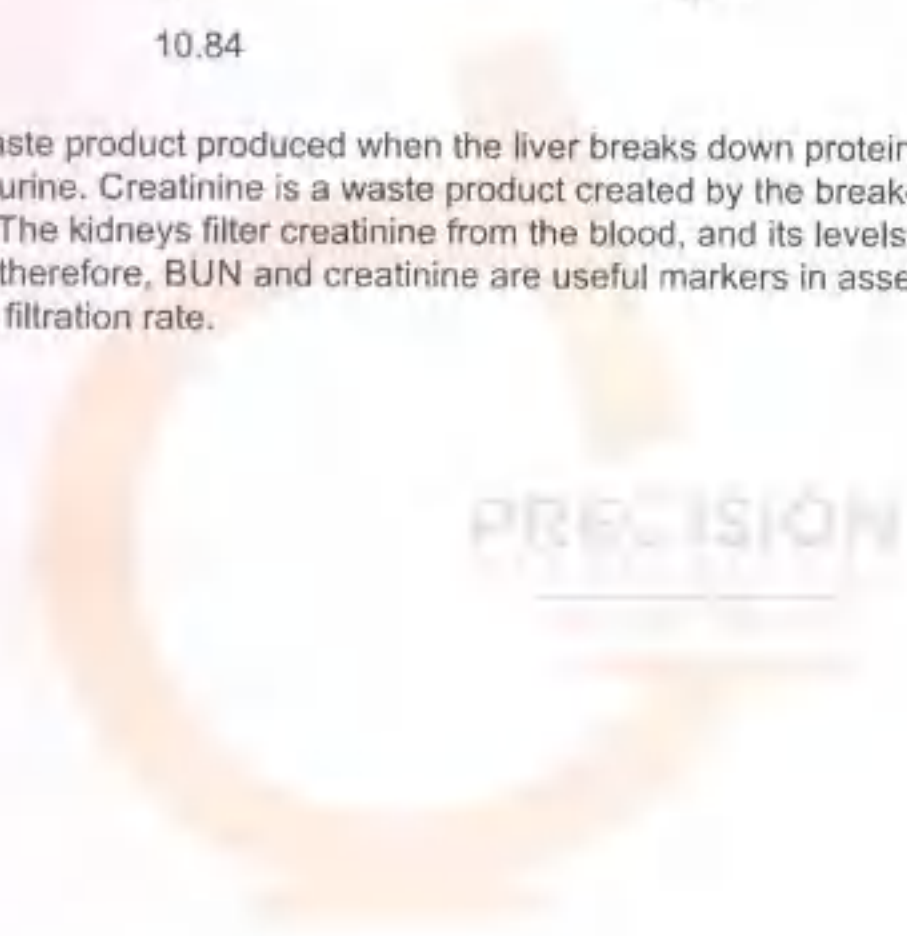 10.84
aste product produced when the liver breaks down protein
urine. Creatinine is a waste product created by the break
The kidneys filter creatinine from the blood, and its levels
therefore, BUN and creatinine are useful markers in asse
filtration rate.
PRECISION